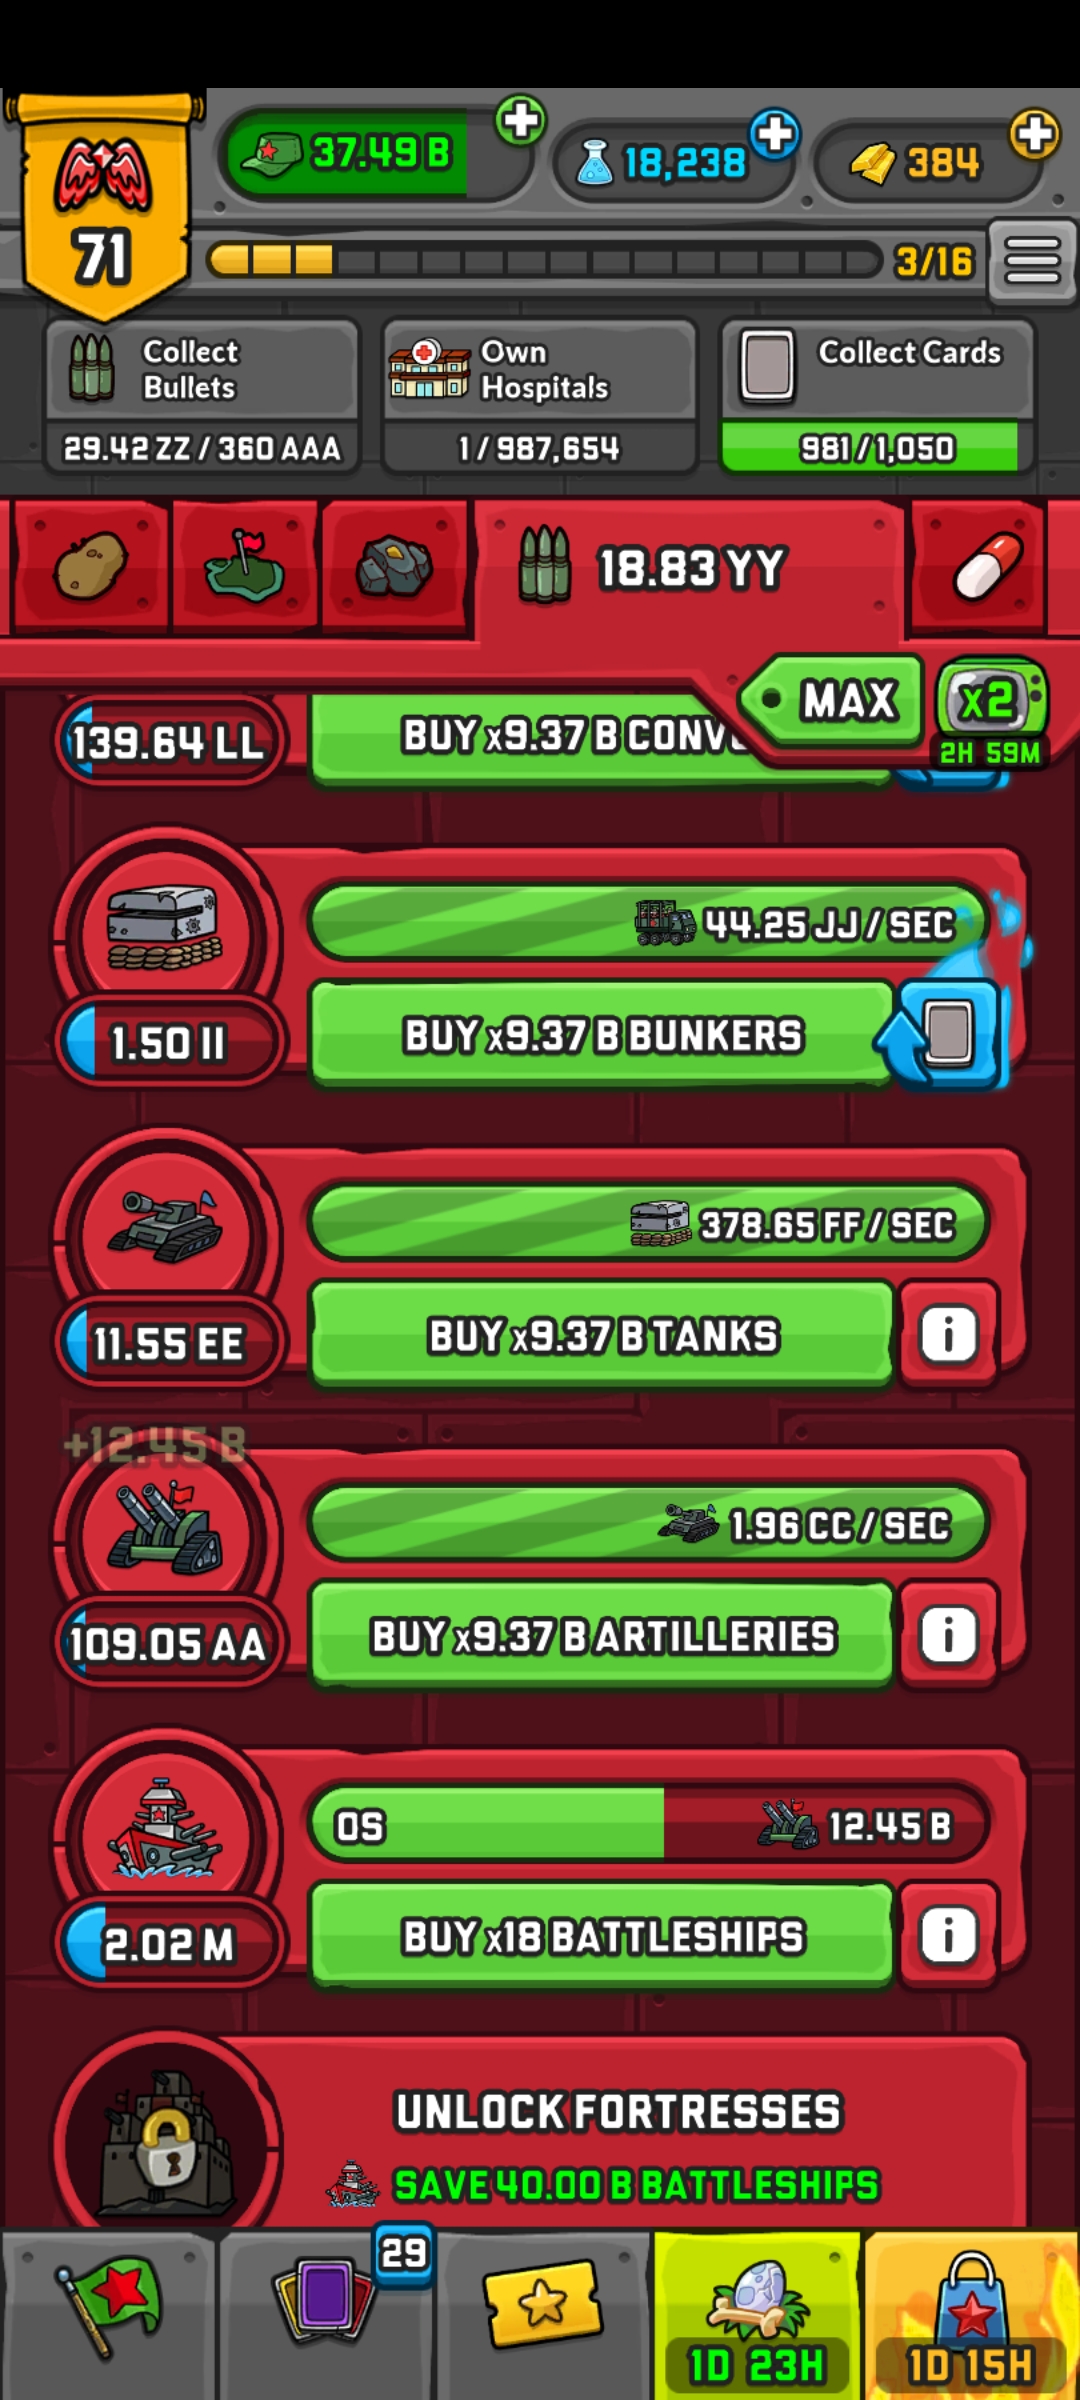 37.49 B
18,238
384
71
3/16
Collect
Bullets
29.42 ZZ / 360 AAA
Own
Hospitals
1 / 987,654
Collect Cards
981 / 1,050
18.83 YY
MAX
x2
2H 59M
139.64 LL
BUY x9.37 B
44.25 JJ / SEC
1.50 II
BUY x9.37 B BUNKERS
378.65 FF / SEC
11.55 EE
BUY x9.37 B TANKS
+12.45 B
1.96 CC / SEC
109.05 AA
BUY x9.37 B ARTILLERIES
0S
12.45 B
2.02 M
BUY x18 BATTLESHIPS
UNLOCK FORTRESSES
SAVE 40.00 B BATTLESHIPS
29
1D 23H
1D 15H